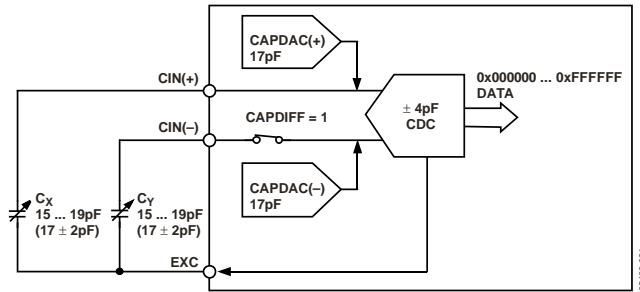 CAPDAC(+)
17pF
CIN(+)
0x000000 ... 0xFFFFFF
DATA
± 4pF
CDC
CIN(–)
CAPDIFF = 1
CAPDAC(–)
17pF
CX
15 ... 19pF
(17 ± 2pF)
CY
15 ... 19pF
(17 ± 2pF)
EXC